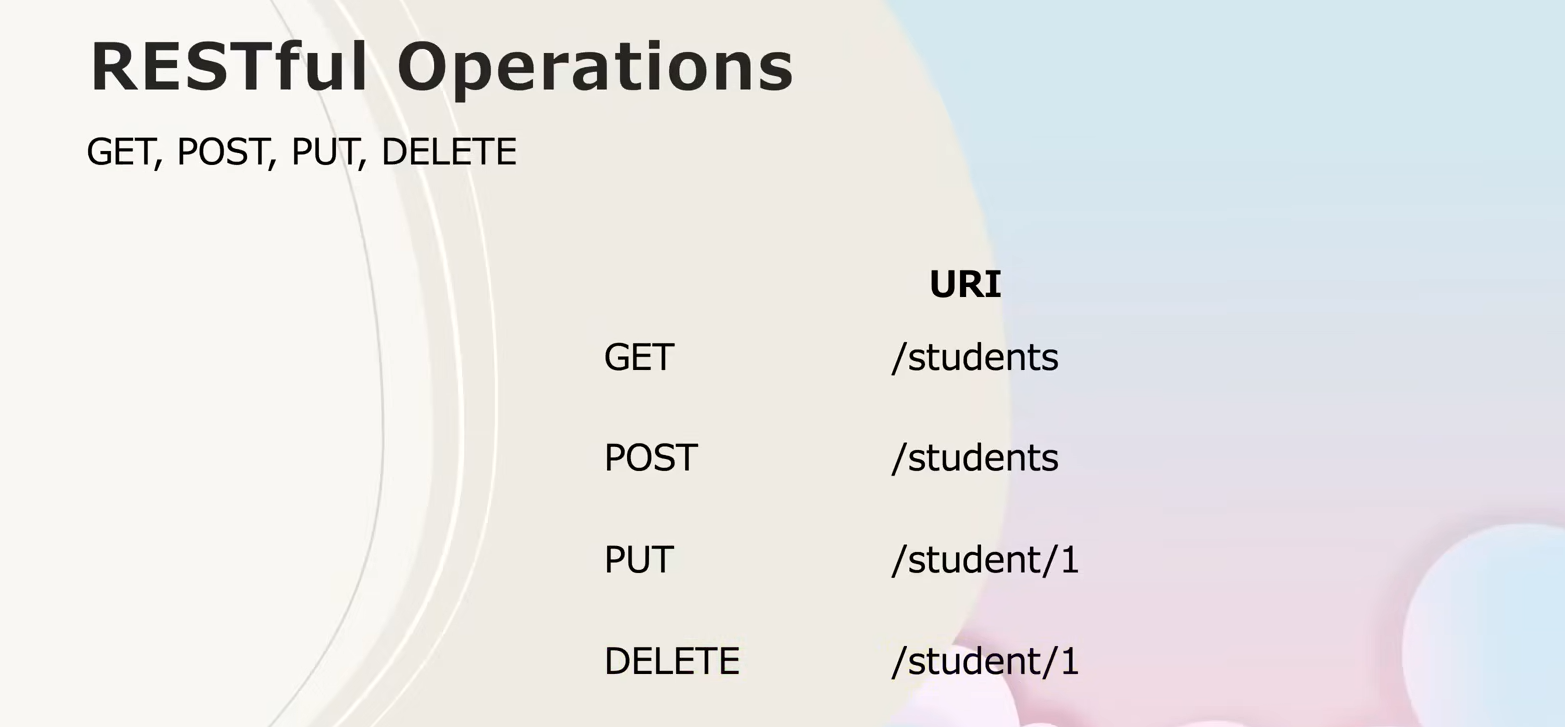 RESTful Operations
GET, POST, PUT, DELETE
URI
GET /students
POST /students
PUT /student/1
DELETE /student/1